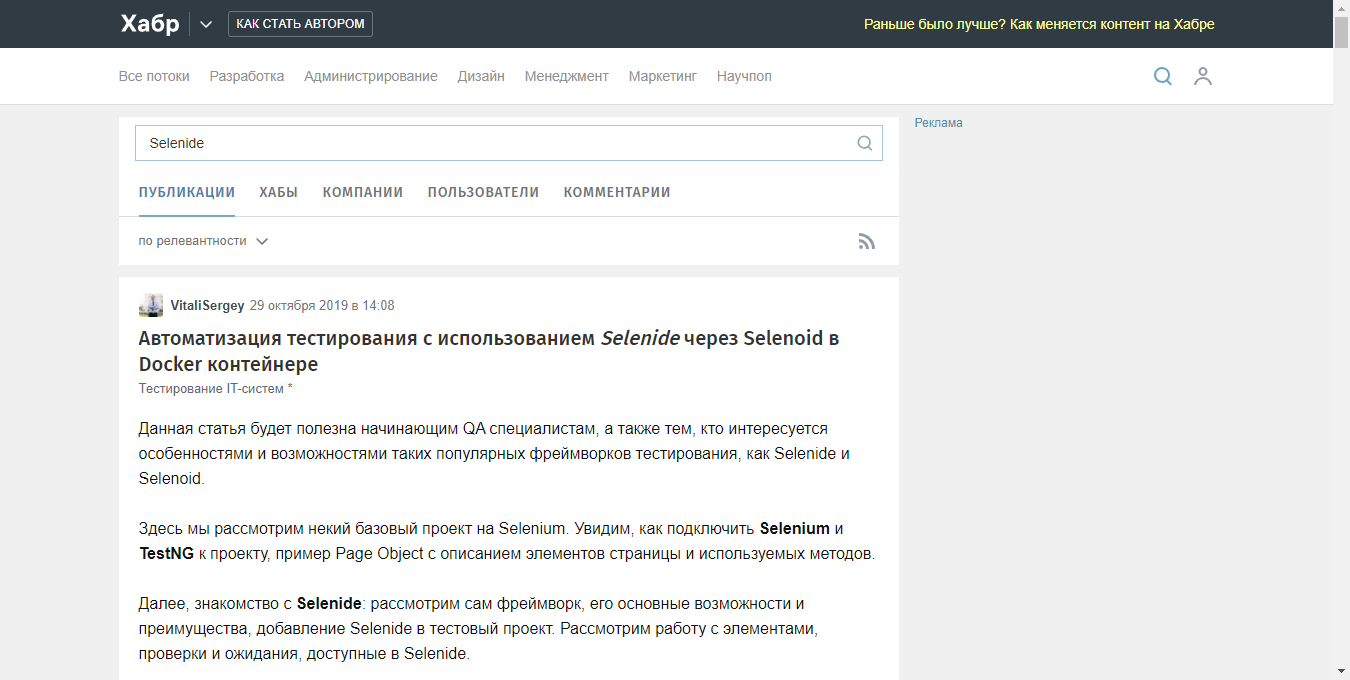 Хабр
КАК СТАТЬ АВТОРОМ
Раньше было лучше? Как меняется контент на Хабре
Все потоки Разработка Администрирование Дизайн Менеджмент Маркетинг Научпоп
Selenide
Реклама
ПУБЛИКАЦИИ ХАБЫ КОМПАНИИ ПОЛЬЗОВАТЕЛИ КОММЕНТАРИИ
по релевантности
VitaliSergey 29 октября 2019 в 14:08
Автоматизация тестирования с использованием Selenide через Selenoid в
Docker контейнере
Тестирование IT-систем *
Данная статья будет полезна начинающим QA специалистам, а также тем, кто интересуется
особенностями и возможностями таких популярных фреймворков тестирования, как Selenide и
Selenoid.
Здесь мы рассмотрим некий базовый проект на Selenium. Увидим, как подключить Selenium и
TestNG к проекту, пример Page Object с описанием элементов страницы и используемых методов.
Далее, знакомство с Selenide: рассмотрим сам фреймворк, его основные возможности и
преимущества, добавление Selenide в тестовый проект. Рассмотрим работу с элементами,
проверки и ожидания, доступные в Selenide.